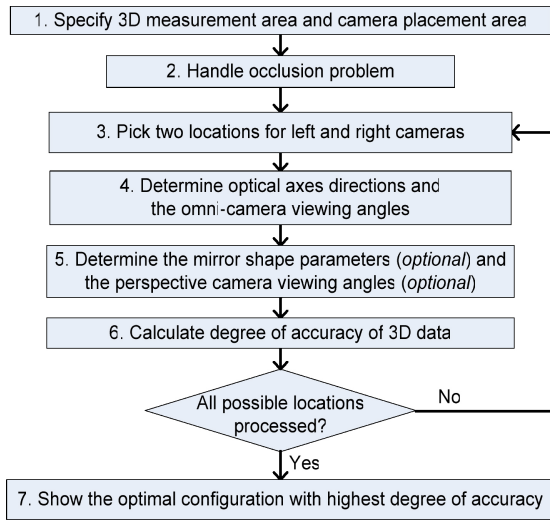 1. Specify 3D measurement area and camera placement area
2. Handle occlusion problem
3. Pick two locations for left and right cameras
4. Determine optical axes directions and
the omni-camera viewing angles
5. Determine the mirror shape parameters (optional) and
the perspective camera viewing angles (optional)
6. Calculate degree of accuracy of 3D data
All possible locations
processed?
No
Yes
7. Show the optimal configuration with highest degree of accuracy